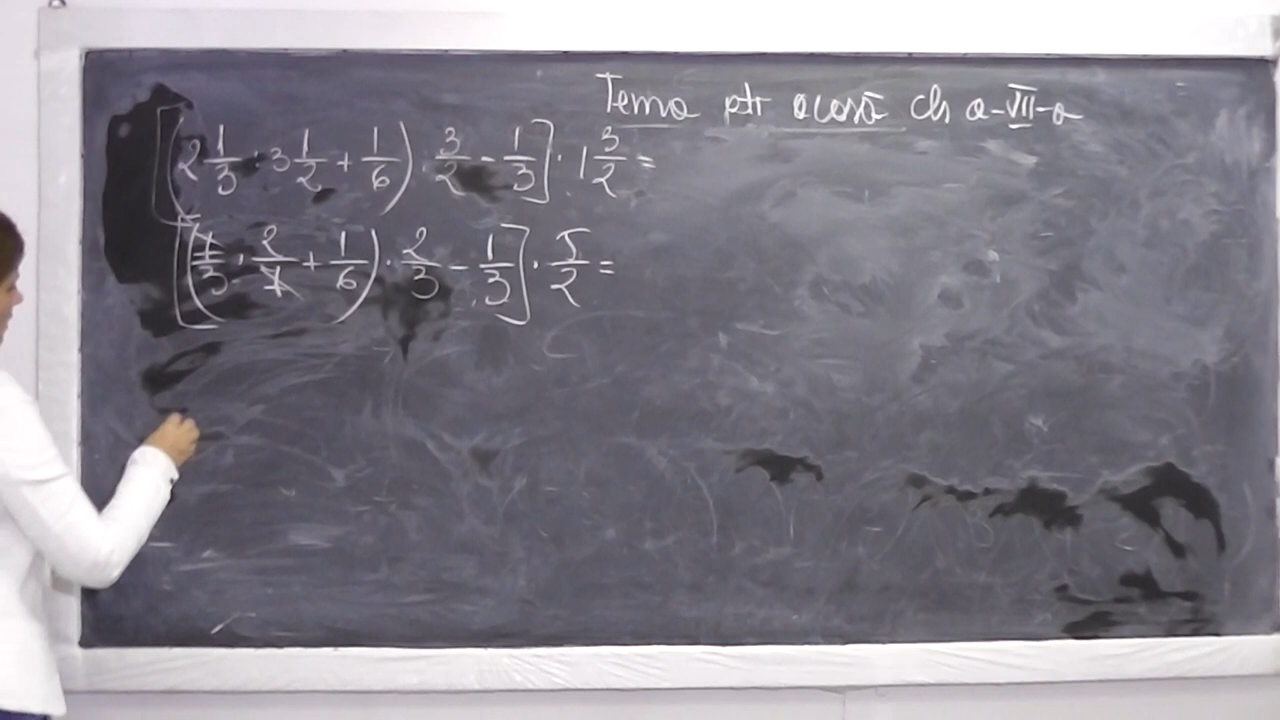 Tema ptr acasă cls a-VII-a
[(2 1/3 : 3 1/2 + 1/6) : 3/2 - 1/3] · 1 3/2 =
[(7/3 · 2/7 + 1/6) · 2/3 - 1/3] · 5/2 =